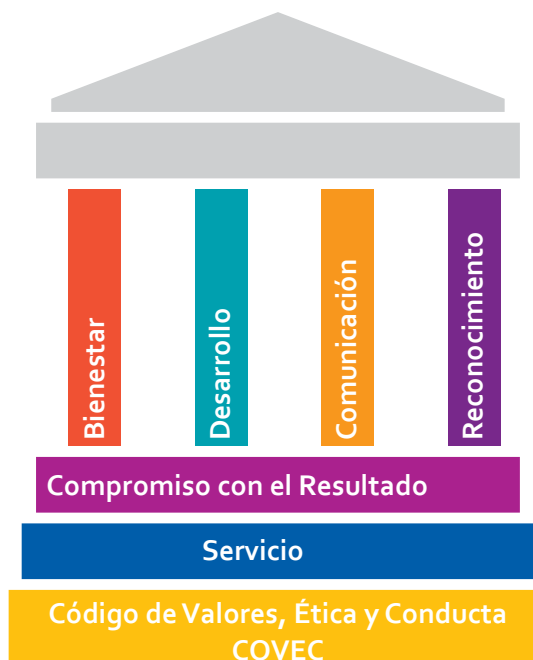 Bienestar
Desarrollo
Comunicación
Reconocimiento
Compromiso con el Resultado
Servicio
Código de Valores, Ética y Conducta
COVEC